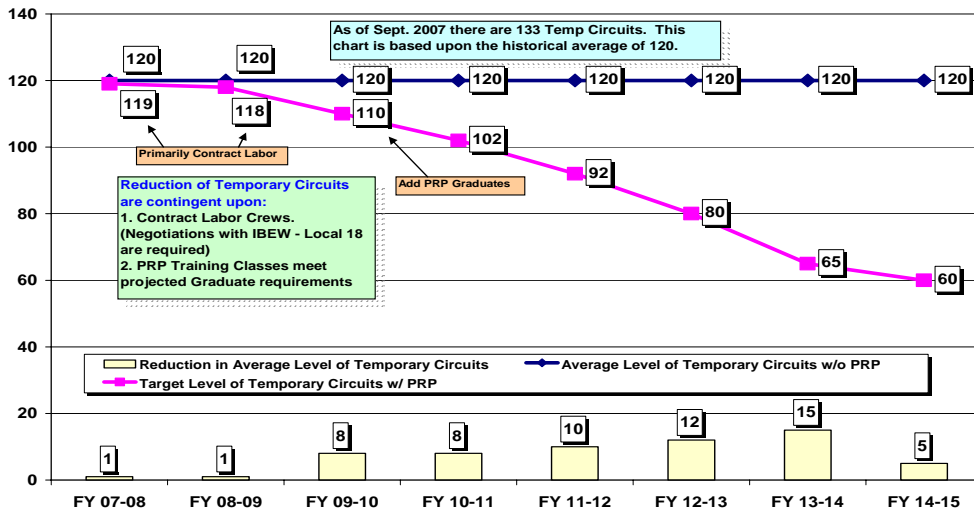 140
120
100
80
60
40
20
0
As of Sept. 2007 there are 133 Temp Circuits. This
chart is based upon the historical average of 120.
120 120 120 120 120 120 120 120
119 118 110 102 92 80 65 60
Primarily Contract Labor
Add PRP Graduates
Reduction of Temporary Circuits
are contingent upon:
1. Contract Labor Crews.
(Negotiations with IBEW - Local 18
are required)
2. PRP Training Classes meet
projected Graduate requirements
Reduction in Average Level of Temporary Circuits Average Level of Temporary Circuits w/o PRP
Target Level of Temporary Circuits w/ PRP
1 1 8 8 10 12 15 5
FY 07-08 FY 08-09 FY 09-10 FY 10-11 FY 11-12 FY 12-13 FY 13-14 FY 14-15